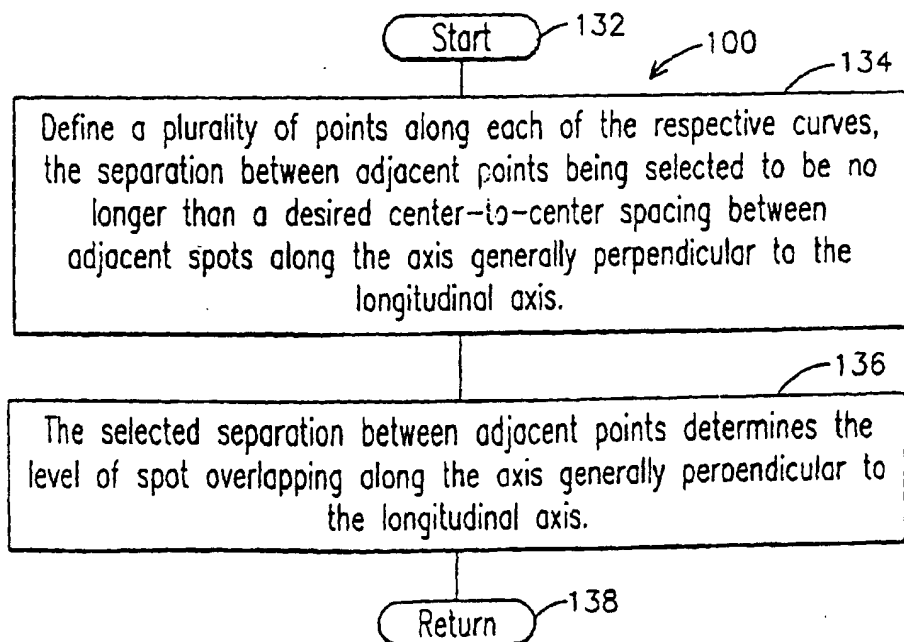 Start
132
100
134
Define a plurality of points along each of the respective curves,
the separation between adjacent points being selected to be no
longer than a desired center-to-center spacing between
adjacent spots along the axis generally perpendicular to the
longitudinal axis.
136
The selected separation between adjacent points determines the
level of spot overlapping along the axis generally perpendicular to
the longitudinal axis.
Return
138